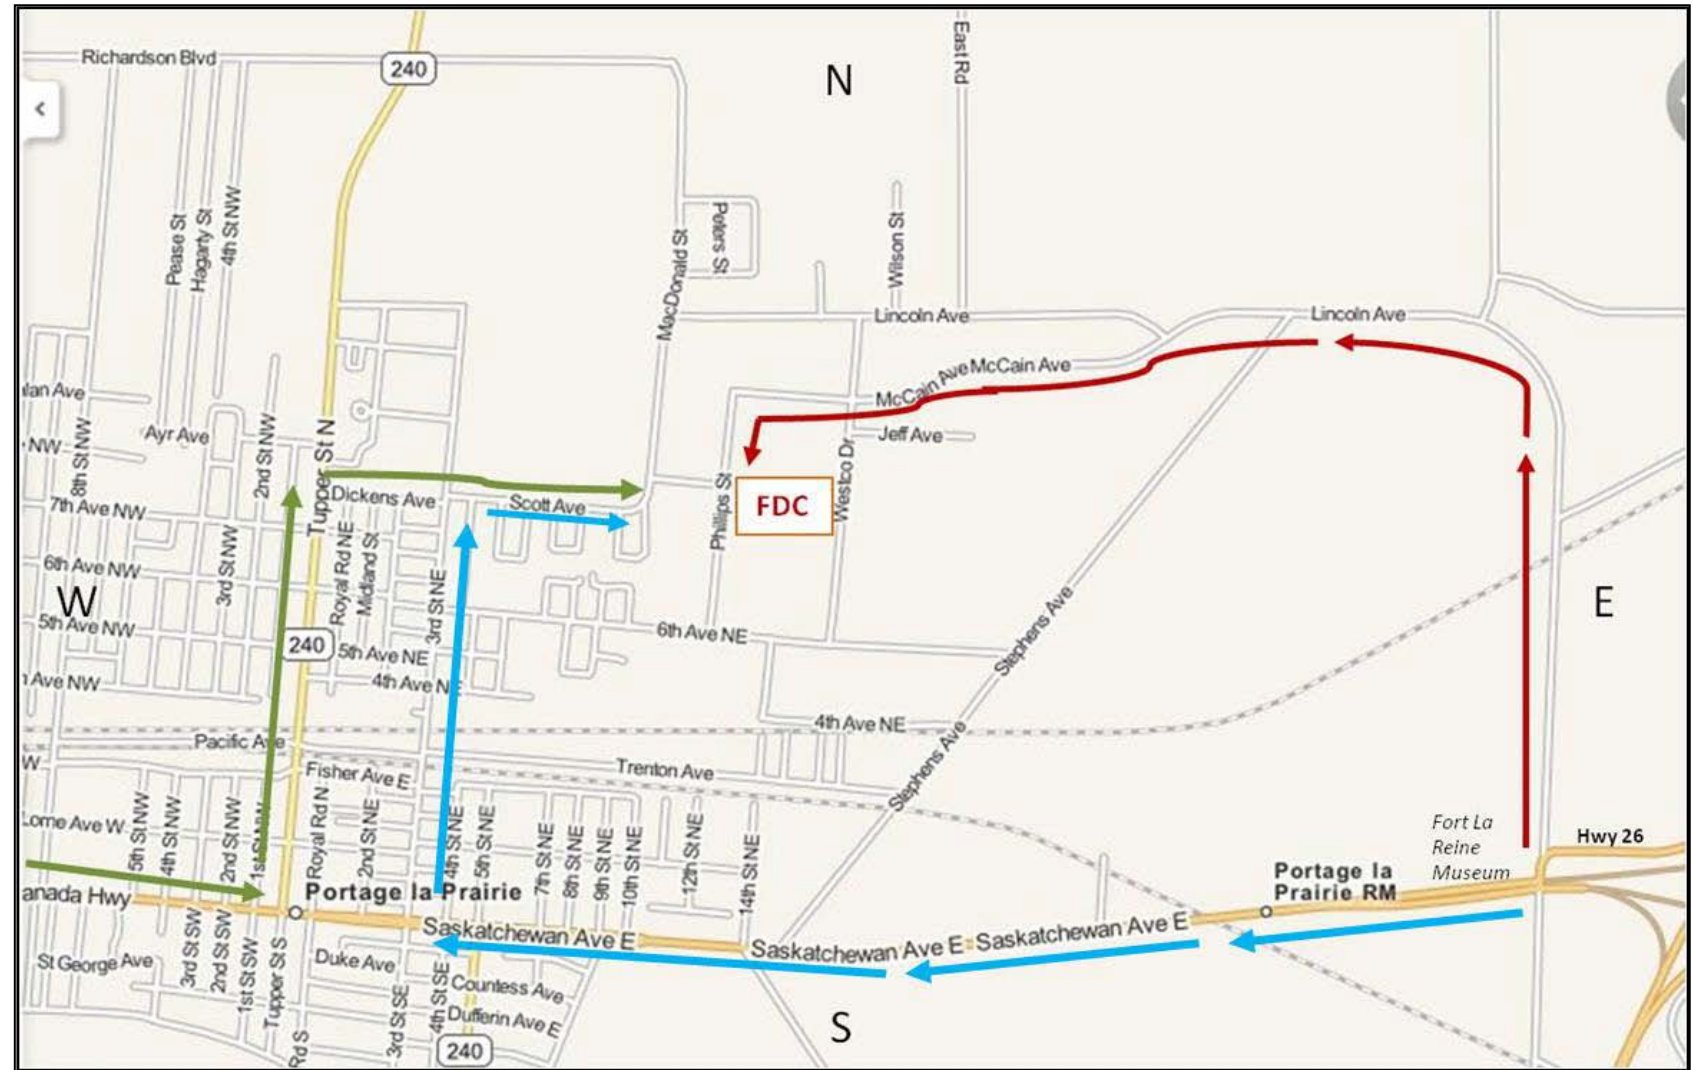 Richardson Blvd
240
N
East Rd
Pease St
Hagarty St
4th St NW
MacDonald St
Peters St
Wilson St
Lincoln Ave
Lincoln Ave
McCain Ave
McCain Ave
Jeff Ave
lan Ave
NW
8th St NW
Ayr Ave
2nd St NW
Tupper St N
Dickens Ave
Scott Ave
Phillips St
FDC
Westco Dr
7th Ave NW
6th Ave NW
3rd St NW
Royal Rd NE
Midland St
3rd St NE
W
E
5th Ave NW
240
5th Ave NE
6th Ave NE
4th Ave NE
Stephens Ave
Ave NW
4th Ave NE
Pacific Ave
Fisher Ave E
Trenton Ave
Stephens Ave
W
Lorne Ave W
5th St NW
4th St NW
2nd St NW
1st St NW
Royal Rd N
2nd St NE
4th St NE
5th St NE
7th St NE
8th St NE
9th St NE
10th St NE
12th St NE
14th St NE
Fort La
Reine
Museum
Hwy 26
Portage la
Prairie RM
anada Hwy
Portage la Prairie
Saskatchewan Ave E
Saskatchewan Ave E
Saskatchewan Ave E
St George Ave
3rd St SW
2nd St SW
1st St SW
Tupper St S
Rd S
Duke Ave
3rd St SE
4th St SE
Countess Ave
Dufferin Ave E
240
S